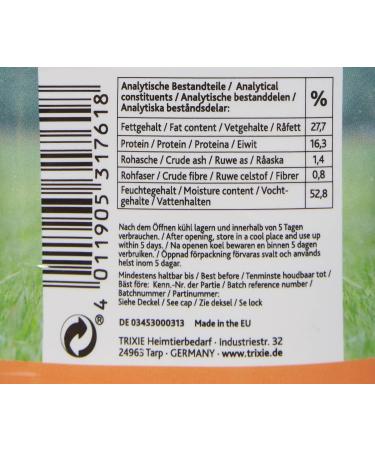 Analytische Bestandteile / Analytical
constituents / Analytische bestanddelen /
Analytiska beståndsdelar:
%
Fettgehalt / Fat content / Vetgehalte / Råfett 27,7
Protein / Protein / Proteïna / Eiwit 16,3
Rohasche / Crude ash / Ruwe as / Råaska 1,4
Rohfaser / Crude fibre / Ruwe celstof / Fibrer 0,8
Feuchtegehalt / Moisture content / Vocht-
gehalte / Vattenhalten 52,8
Nach dem Öffnen kühl lagern und innerhalb von 5 Tagen
verbrauchen. / After opening, store in a cool place and use up
within 5 days. / Na openen koel bewaren en binnen 5 dagen
verbruiken. / Öppnad förpackning förvaras svalt och används
helst inom 5 dagar.
Mindestens haltbar bis / Best before / Tenminste houdbaar tot /
Bäst före: Kenn.-Nr. der Partie / Batch reference number /
Batchnummer / Partinummer:
Siehe Deckel / See cap / Zie deksel / Se lock
DE 03453000313 Made in the EU
TRIXIE Heimtierbedarf · Industriestr. 32
24963 Tarp · GERMANY · www.trixie.de
4 011905 317618
®